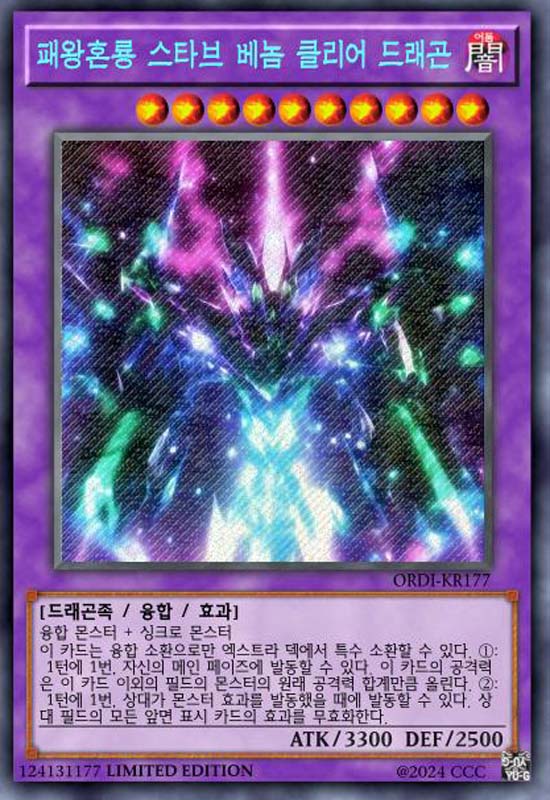 패왕혼룡 스타브 베놈 클리어 드래곤
어둠
闇
ORDI-KR177
[드래곤족 / 융합 / 효과]
융합 몬스터 + 싱크로 몬스터
이 카드는 융합 소환으로만 엑스트라 덱에서 특수 소환할 수 있다. ①:
1턴에 1번, 자신의 메인 페이즈에 발동할 수 있다. 이 카드의 공격력
은 이 카드 이외의 필드의 몬스터의 원래 공격력 합계만큼 올린다. ②:
1턴에 1번, 상대가 몬스터 효과를 발동했을 때에 발동할 수 있다. 상
대 필드의 모든 앞면 표시 카드의 효과를 무효화한다.
ATK/3300 DEF/2500
124131177 LIMITED EDITION
@2024 CCC